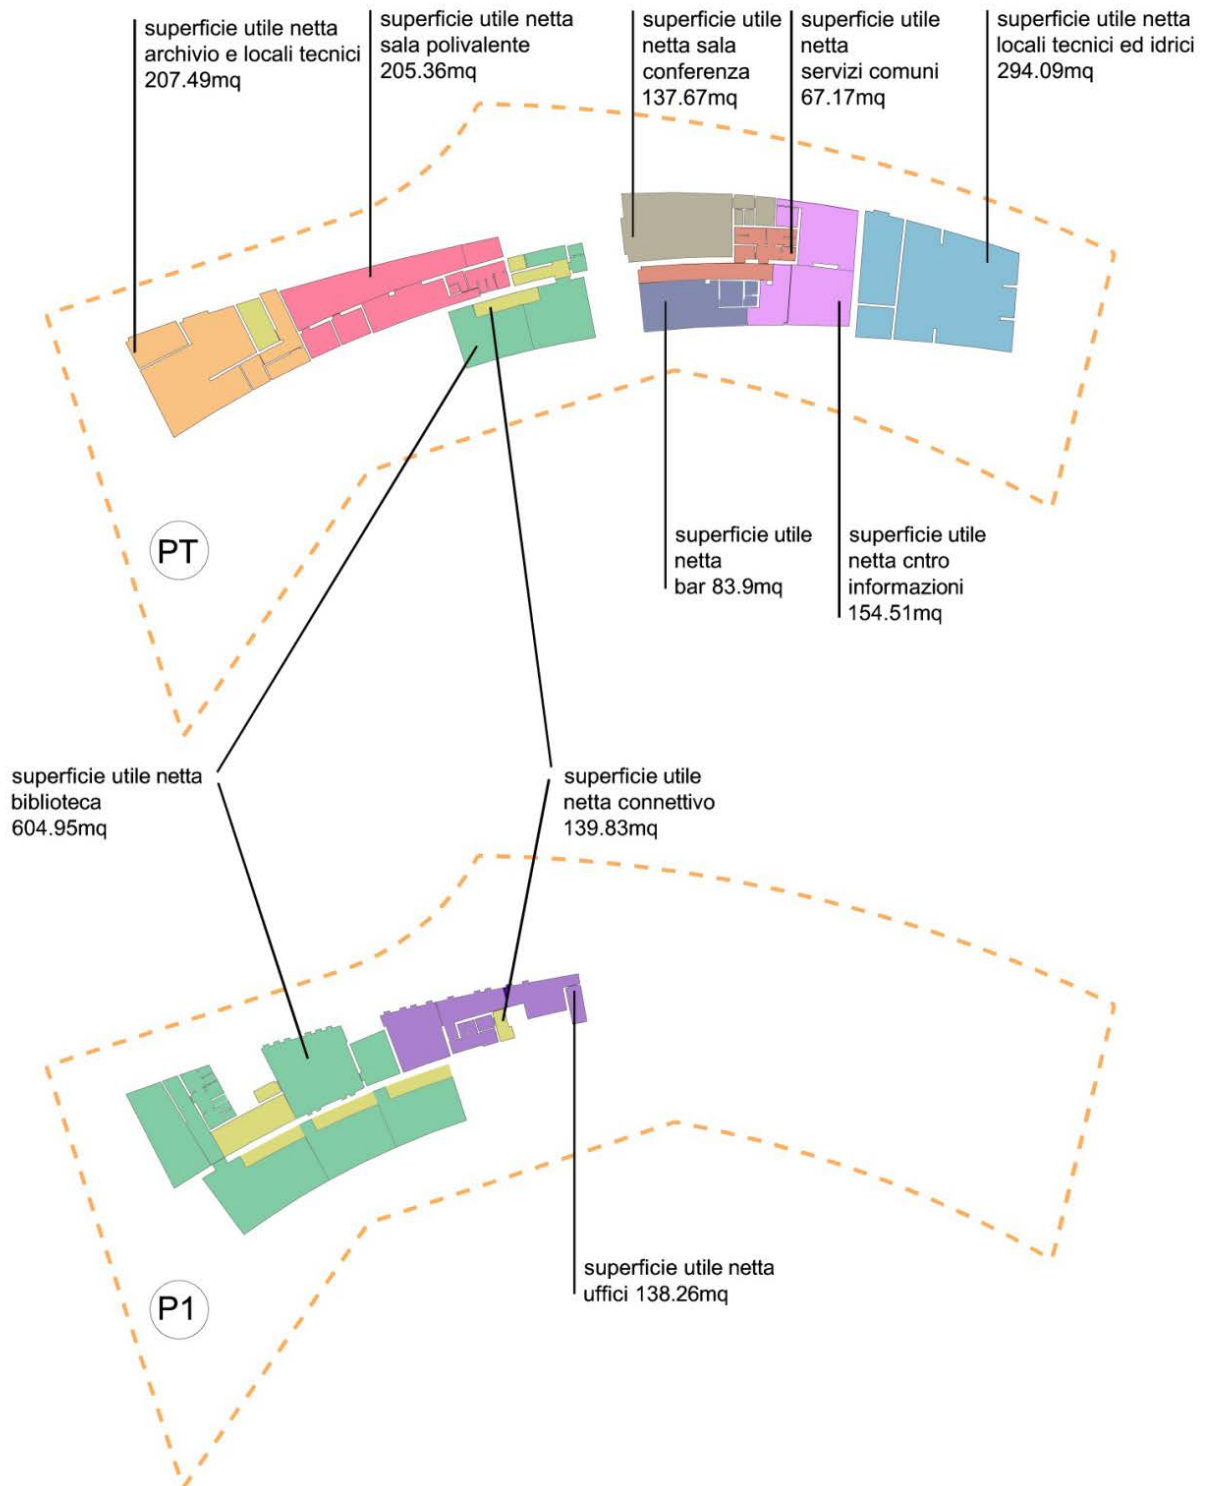 superficie utile netta
archivio e locali tecnici
207.49mq
superficie utile netta
sala polivalente
205.36mq
superficie utile
netta sala
conferenza
137.67mq
superficie utile
netta
servizi comuni
67.17mq
superficie utile netta
locali tecnici ed idrici
294.09mq
PT
superficie utile
netta
bar 83.9mq
superficie utile
netta cntro
informazioni
154.51mq
superficie utile netta
biblioteca
604.95mq
superficie utile
netta connettivo
139.83mq
P1
superficie utile netta
uffici 138.26mq